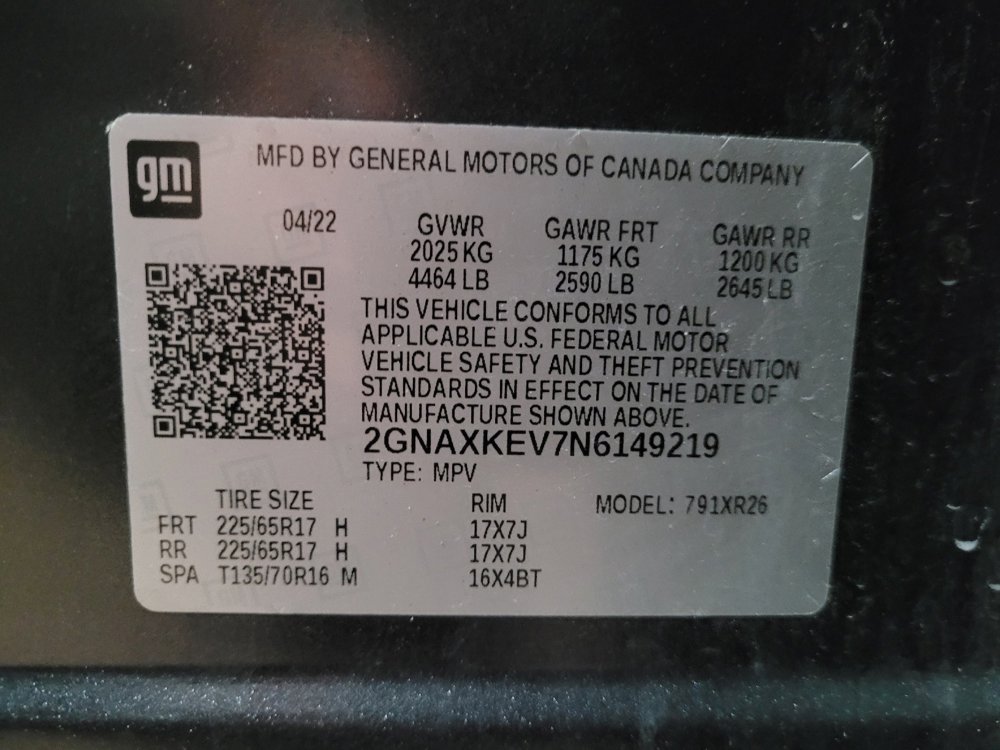 gm
MFD BY GENERAL MOTORS OF CANADA COMPANY
04/22 GVWR GAWR FRT GAWR RR
2025 KG 1175 KG 1200 KG
4464 LB 2590 LB 2645 LB
THIS VEHICLE CONFORMS TO ALL
APPLICABLE U.S. FEDERAL MOTOR
VEHICLE SAFETY AND THEFT PREVENTION
STANDARDS IN EFFECT ON THE DATE OF
MANUFACTURE SHOWN ABOVE.
2GNAXKEV7N6149219
TYPE: MPV
TIRE SIZE RIM MODEL: 791XR26
FRT 225/65R17 H 17X7J
RR 225/65R17 H 17X7J
SPA T135/70R16 M 16X4BT